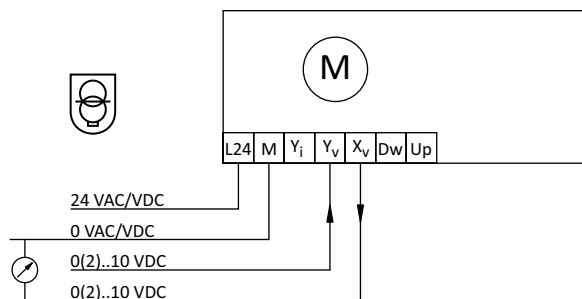 M
L24 M Yi Yv Xv Dw Up
24 VAC/VDC
0 VAC/VDC
0(2)..10 VDC
0(2)..10 VDC